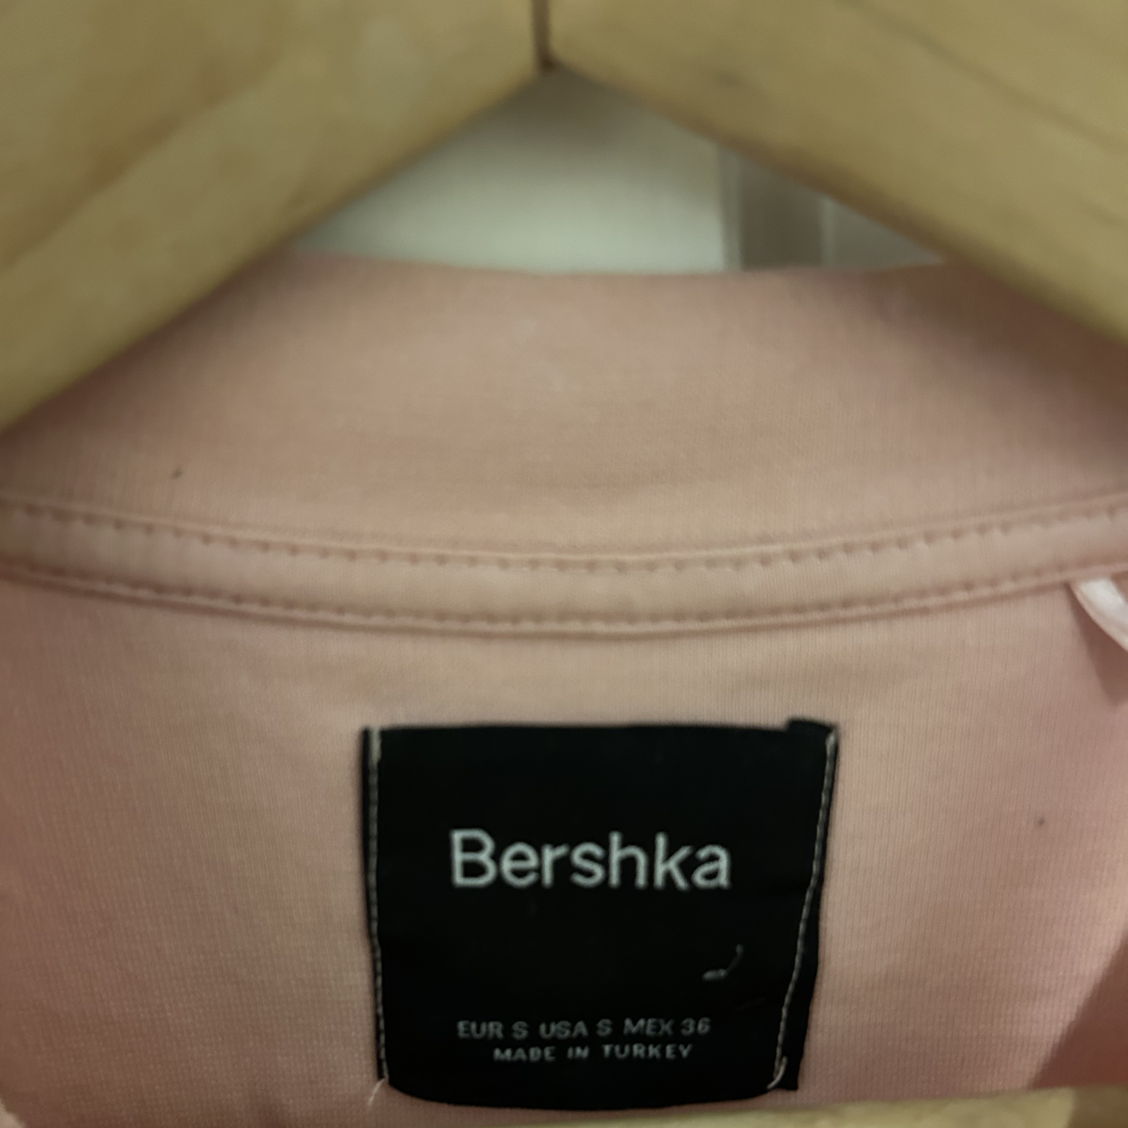 Bershka
EUR S USA S MEX 36
MADE IN TURKEY